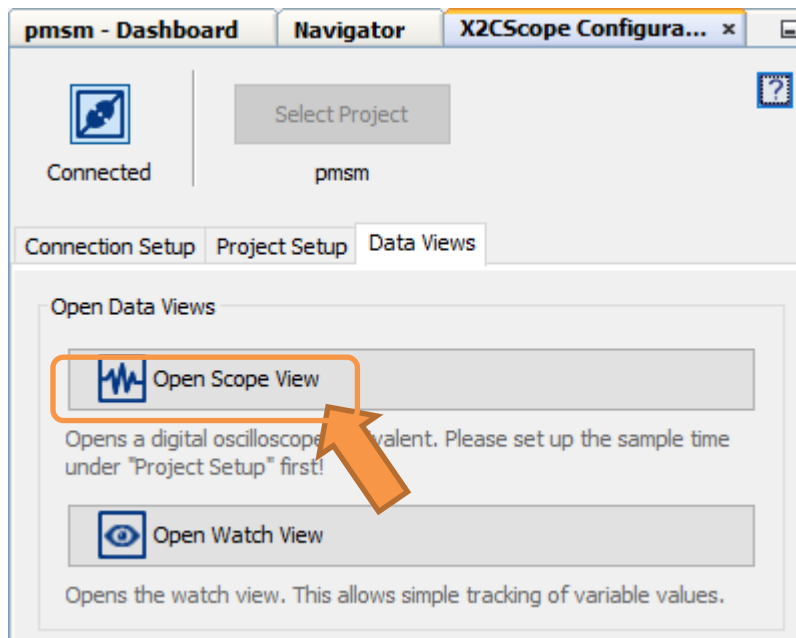 pmsm - Dashboard
Navigator
X2CScope Configura... ×
?
Select Project
Connected
pmsm
Connection Setup
Project Setup
Data Views
Open Data Views
Open Scope View
Opens a digital oscilloscope valent. Please set up the sample time
under "Project Setup" first!
Open Watch View
Opens the watch view. This allows simple tracking of variable values.